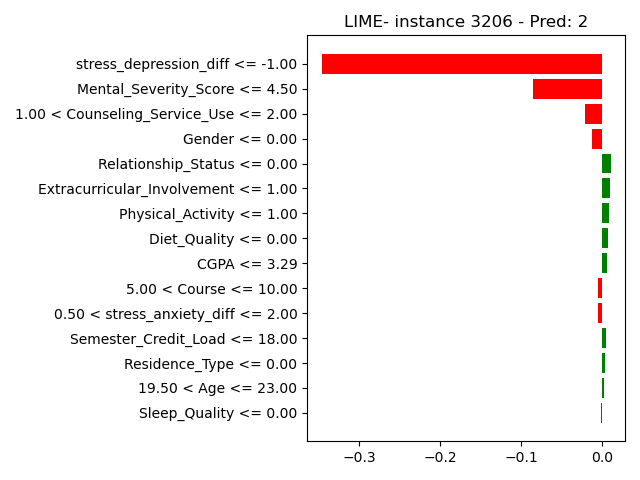 LIME- instance 3206 - Pred: 2
stress_depression_diff <= -1.00
Mental_Severity_Score <= 4.50
1.00 < Counseling_Service_Use <= 2.00
Gender <= 0.00
Relationship_Status <= 0.00
Extracurricular_Involvement <= 1.00
Physical_Activity <= 1.00
Diet_Quality <= 0.00
CGPA <= 3.29
5.00 < Course <= 10.00
0.50 < stress_anxiety_diff <= 2.00
Semester_Credit_Load <= 18.00
Residence_Type <= 0.00
19.50 < Age <= 23.00
Sleep_Quality <= 0.00
−0.3 −0.2 −0.1 0.0